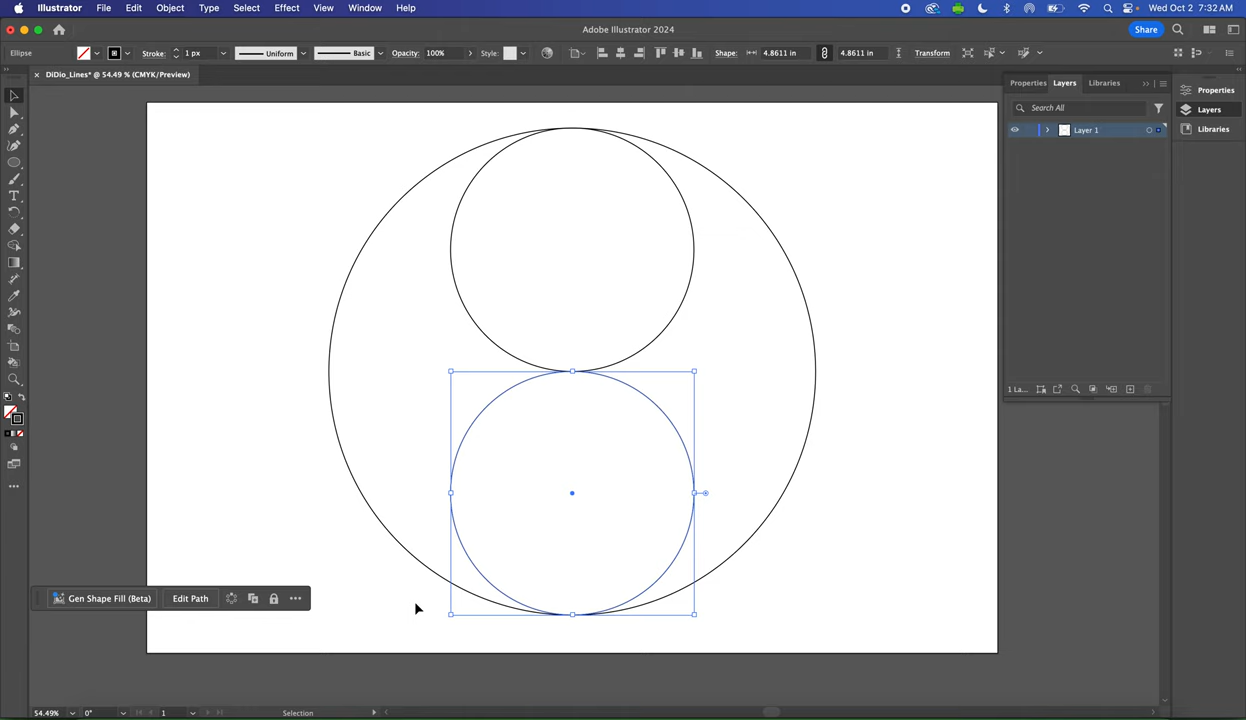 Illustrator File Edit Object Type Select Effect View Window Help Wed Oct 2 7:32 AM
Adobe Illustrator 2024
Share
Ellipse Stroke: 1 px Uniform Basic Opacity: 100% Style: Shape: 4.8611 in 4.8611 in Transform
× DiDio_Lines* @ 54.49 % (CMYK/Preview)
Properties Layers Libraries
Properties
Search All
Layers
Layer 1
Libraries
1 La...
Gen Shape Fill (Beta) Edit Path
54.49% 0° 1 Selection